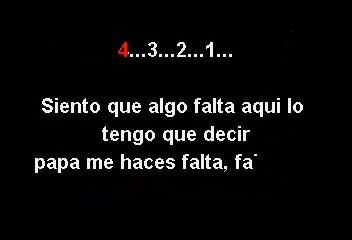 4...3...2...1...
Siento que algo falta aqui lo
tengo que decir
papa me haces falta, fa